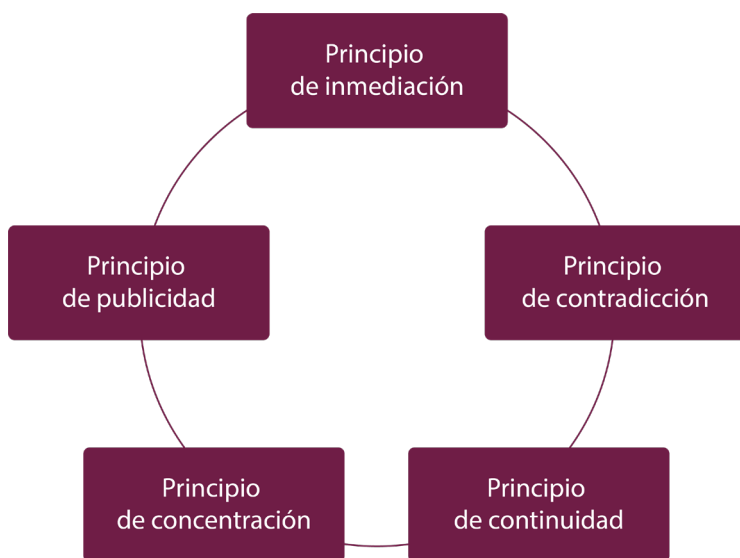 Principio
de inmediación
Principio
de publicidad
Principio
de contradicción
Principio
de concentración
Principio
de continuidad